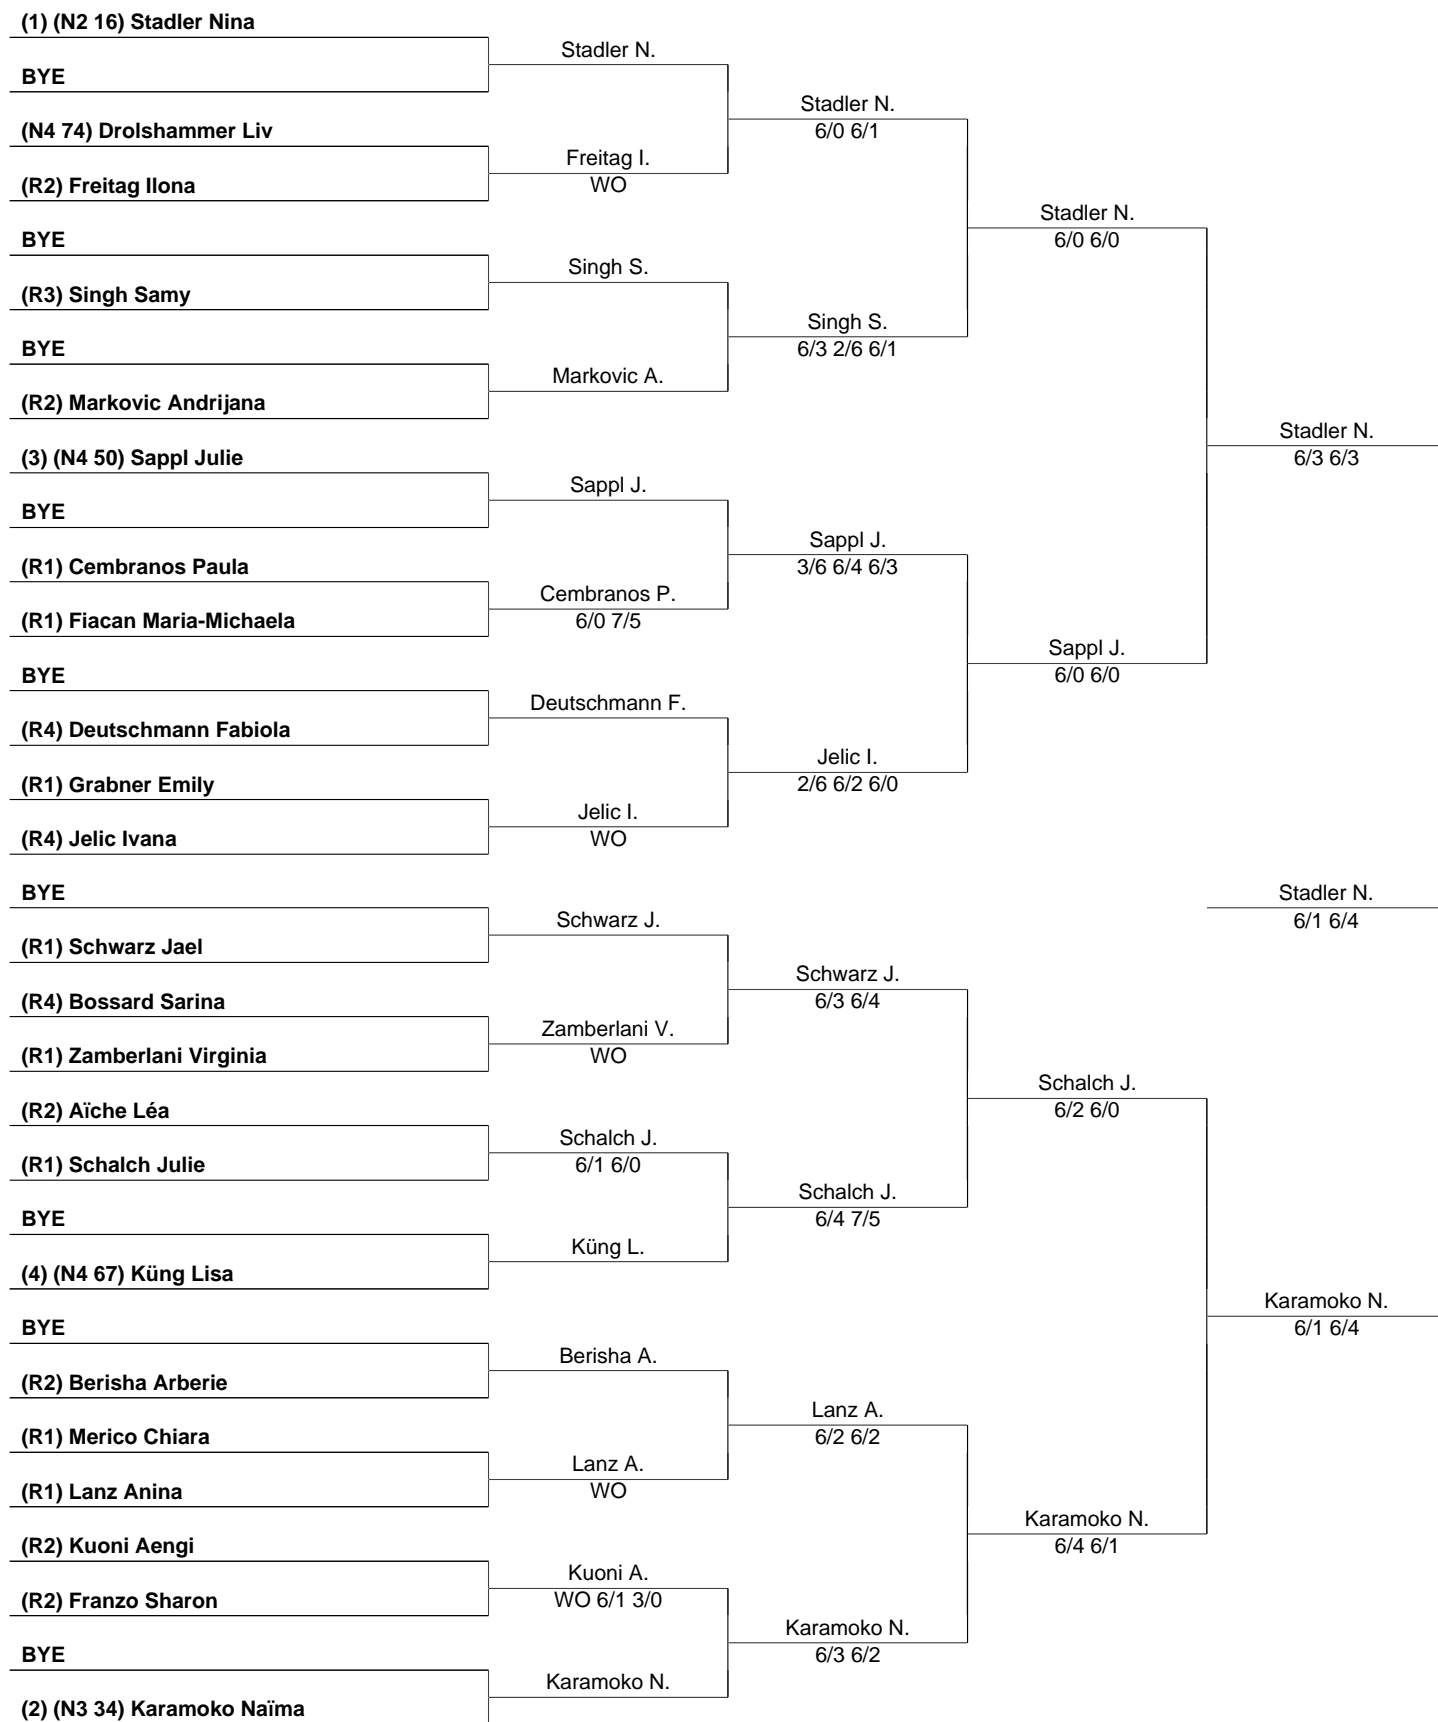 (1) (N2 16) Stadler Nina
BYE
(N4 74) Drolshammer Liv
(R2) Freitag Ilona
BYE
(R3) Singh Samy
BYE
(R2) Markovic Andrijana
(3) (N4 50) Sappl Julie
BYE
(R1) Cembranos Paula
(R1) Fiacan Maria-Michaela
BYE
(R4) Deutschmann Fabiola
(R1) Grabner Emily
(R4) Jelic Ivana
BYE
(R1) Schwarz Jael
(R4) Bossard Sarina
(R1) Zamberlani Virginia
(R2) Aïche Léa
(R1) Schalch Julie
BYE
(4) (N4 67) Küng Lisa
BYE
(R2) Berisha Arberie
(R1) Merico Chiara
(R1) Lanz Anina
(R2) Kuoni Aengi
(R2) Franzo Sharon
BYE
(2) (N3 34) Karamoko Naïma
Stadler N.
Freitag I.
WO
Singh S.
Markovic A.
Sappl J.
Cembranos P.
6/0 7/5
Deutschmann F.
Jelic I.
WO
Schwarz J.
Zamberlani V.
WO
Schalch J.
6/1 6/0
Küng L.
Berisha A.
Lanz A.
WO
Kuoni A.
WO 6/1 3/0
Karamoko N.
Stadler N.
6/0 6/1
Singh S.
6/3 2/6 6/1
Sappl J.
3/6 6/4 6/3
Jelic I.
2/6 6/2 6/0
Schwarz J.
6/3 6/4
Schalch J.
6/4 7/5
Lanz A.
6/2 6/2
Karamoko N.
6/3 6/2
Stadler N.
6/0 6/0
Sappl J.
6/0 6/0
Schalch J.
6/2 6/0
Karamoko N.
6/4 6/1
Stadler N.
6/3 6/3
Stadler N.
6/1 6/4
Karamoko N.
6/1 6/4